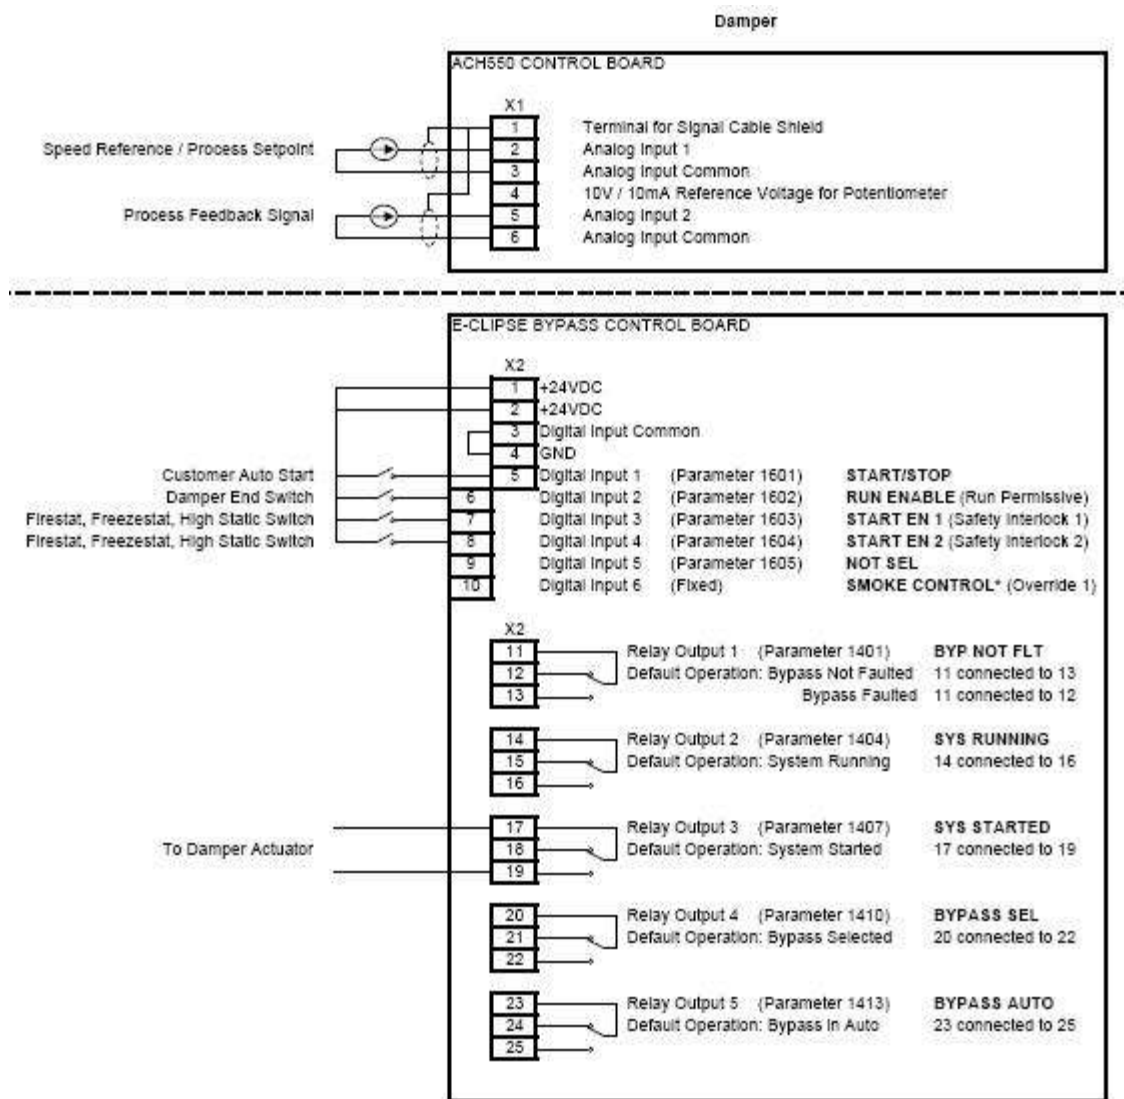 Damper
ACH550 CONTROL BOARD
X1
1 Terminal for Signal Cable Shield
Speed Reference / Process Setpoint 2 Analog Input 1
3 Analog Input Common
4 10V / 10mA Reference Voltage for Potentiometer
Process Feedback Signal 5 Analog Input 2
6 Analog Input Common
E-CLIPSE BYPASS CONTROL BOARD
X2
1 +24VDC
2 +24VDC
3 Digital Input Common
4 GND
Customer Auto Start 5 Digital Input 1 (Parameter 1601) START/STOP
Damper End Switch 6 Digital Input 2 (Parameter 1602) RUN ENABLE (Run Permissive)
Firestat, Freezestat, High Static Switch 7 Digital Input 3 (Parameter 1603) START EN 1 (Safety Interlock 1)
Firestat, Freezestat, High Static Switch 8 Digital Input 4 (Parameter 1604) START EN 2 (Safety Interlock 2)
9 Digital Input 5 (Parameter 1605) NOT SEL
10 Digital Input 6 (Fixed) SMOKE CONTROL* (Override 1)
X2
11 Relay Output 1 (Parameter 1401) BYP NOT FLT
12 Default Operation: Bypass Not Faulted 11 connected to 13
13 Bypass Faulted 11 connected to 12
14 Relay Output 2 (Parameter 1404) SYS RUNNING
15 Default Operation: System Running 14 connected to 16
16
17 Relay Output 3 (Parameter 1407) SYS STARTED
To Damper Actuator 18 Default Operation: System Started 17 connected to 19
19
20 Relay Output 4 (Parameter 1410) BYPASS SEL
21 Default Operation: Bypass Selected 20 connected to 22
22
23 Relay Output 5 (Parameter 1413) BYPASS AUTO
24 Default Operation: Bypass in Auto 23 connected to 25
25